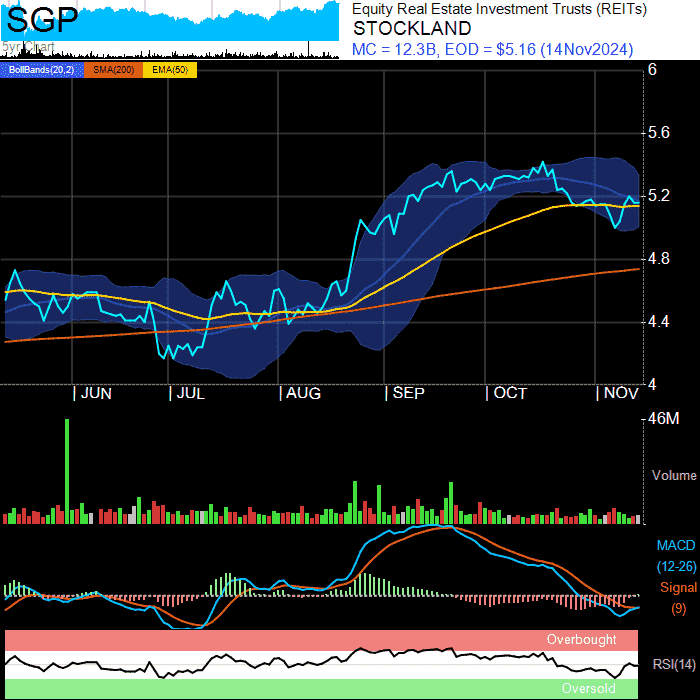 SGP
5yr Chart
Equity Real Estate Investment Trusts (REITs)
STOCKLAND
MC = 12.3B, EOD = $5.16 (14Nov2024)
BollBands(20,2) SMA(200) EMA(50)
6
5.6
5.2
4.8
4.4
4
JUN JUL AUG SEP OCT NOV
46M
Volume
MACD
(12-26)
Signal
(9)
Overbought
RSI(14)
Oversold